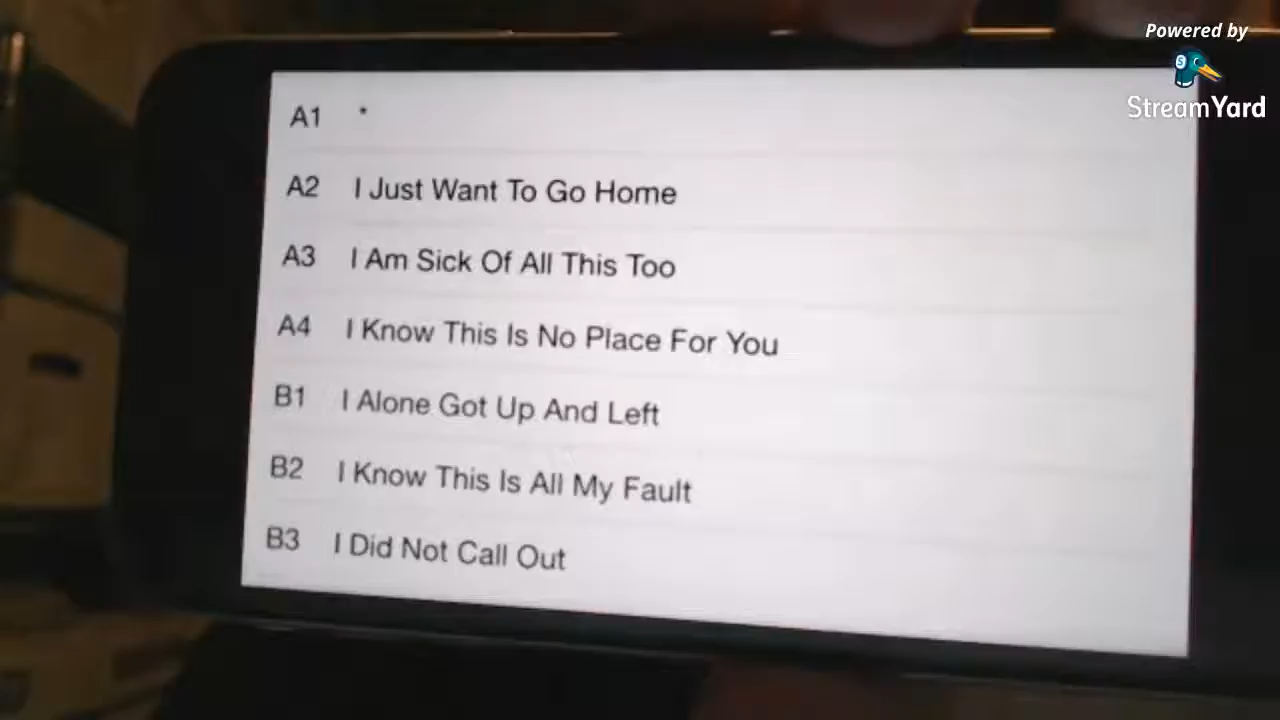 Powered by
StreamYard
A1 *
A2 I Just Want To Go Home
A3 I Am Sick Of All This Too
A4 I Know This Is No Place For You
B1 I Alone Got Up And Left
B2 I Know This Is All My Fault
B3 I Did Not Call Out